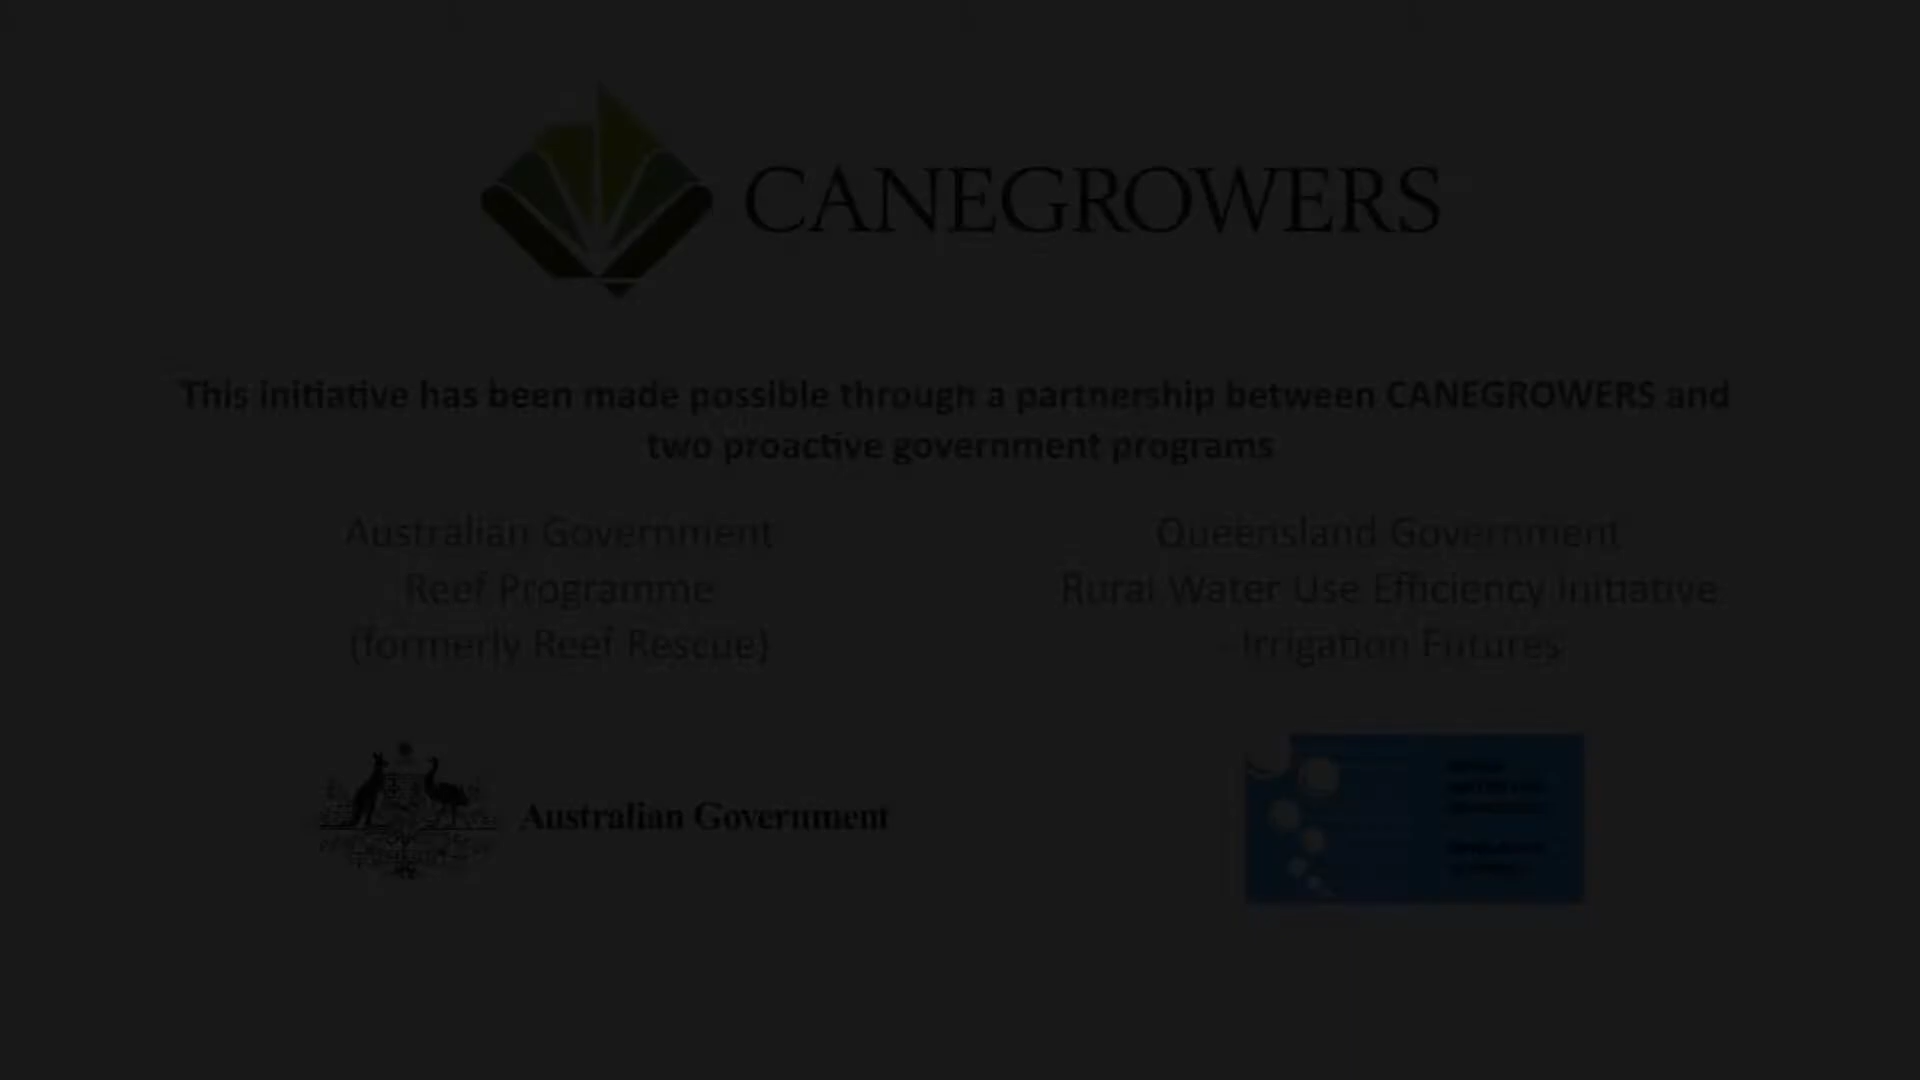 CANEGROWERS
This initiative has been made possible through a partnership between CANEGROWERS and
two proactive government programs
Australian Government
Reef Programme
(formerly Reef Rescue)
Queensland Government
Rural Water Use Efficiency Initiative
- Irrigation Futures
Australian Government